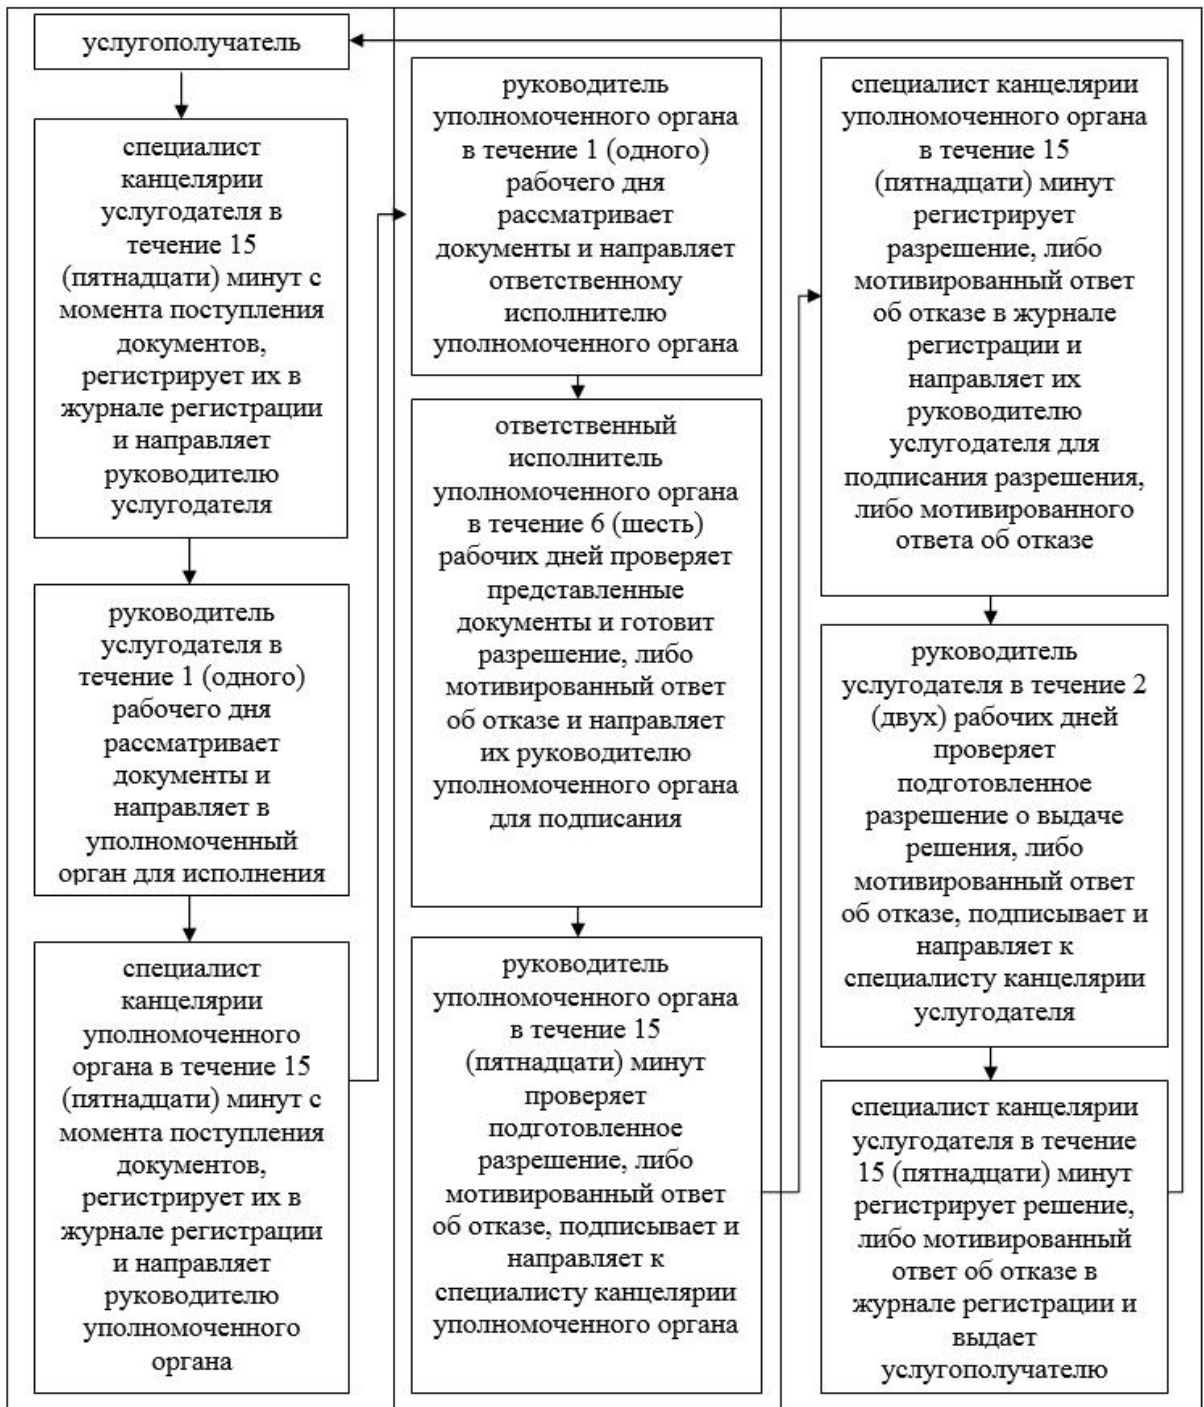 услугополучатель
специалист
канцелярии
услугодателя в
течение 15
(пятнадцати) минут с
момента поступления
документов,
регистрирует их в
журнале регистрации
и направляет
руководителю
услугодателя
руководитель
услугодателя в
течение 1 (одного)
рабочего дня
рассматривает
документы и
направляет в
уполномоченный
орган для исполнения
специалист
канцелярии
уполномоченного
органа в течение 15
(пятнадцати) минут с
момента поступления
документов,
регистрирует их в
журнале регистрации
и направляет
руководителю
уполномоченного
органа
руководитель
уполномоченного органа
в течение 1 (одного)
рабочего дня
рассматривает
документы и направляет
ответственному
исполнителю
уполномоченного органа
ответственный
исполнитель
уполномоченного органа
в течение 6 (шесть)
рабочих дней проверяет
представленные
документы и готовит
разрешение, либо
мотивированный ответ
об отказе и направляет
их руководителю
уполномоченного органа
для подписания
руководитель
уполномоченного органа
в течение 15
(пятнадцати) минут
проверяет
подготовленное
разрешение, либо
мотивированный ответ
об отказе, подписывает и
направляет к
специалисту канцелярии
уполномоченного органа
специалист канцелярии
уполномоченного органа
в течение 15
(пятнадцати) минут
регистрирует
разрешение, либо
мотивированный ответ
об отказе в журнале
регистрации и
направляет их
руководителю
услугодателя для
подписания разрешения,
либо мотивированного
ответа об отказе
руководитель
услугодателя в течение 2
(двух) рабочих дней
проверяет
подготовленное
разрешение о выдаче
решения, либо
мотивированный ответ
об отказе, подписывает и
направляет к
специалисту канцелярии
услугодателя
специалист канцелярии
услугодателя в течение
15 (пятнадцати) минут
регистрирует решение,
либо мотивированный
ответ об отказе в
журнале регистрации и
выдает
услугополучателю